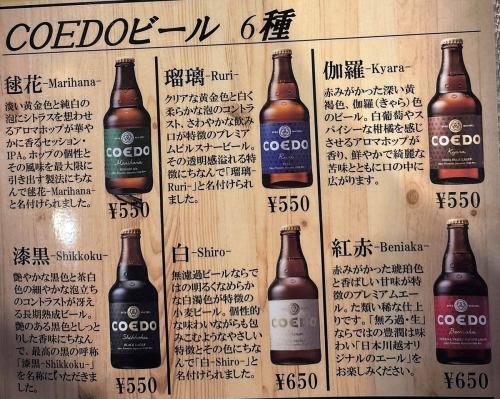 COEDOビール 6種
毬花-Marihana-
淡い黄金色と純白の
泡にシトラスを想わせ
るアロマホップが華や
かに香るセッション・
IPA。ホップの個性と
その風味を最大限に
引き出す製法にちな
んで毬花-Marihana-
と名付けられました。
COEDO
Marihana
¥550
瑠璃-Ruri-
クリアな黄金色と白く
柔らかな泡のコントラ
スト、さわやかな飲み
口が特徴のプレミア
ムピルスナービール。
その透明感溢れる特
徴にちなんで「瑠璃
-Ruri-」と名付けられ
ました。
COEDO
Ruri
¥550
伽羅-Kyara-
赤みがかった深い黄
褐色、伽羅（きゃら）色
のビール。白葡萄やス
パイシーな柑橘を感
じさせるアロマホップが
香り、鮮やかで綺麗な
苦味とともに口の中に
広がります。
COEDO
Kyara
¥550
漆黒-Shikkoku-
艶やかな黒色と茶白
色の細やかな泡立ち
のコントラストが冴え
る長期熟成ビール。
艶のある黒色としっと
りした香味にちなん
で、最高の黒の呼称
「漆黒-Shikkoku-」
を名称にいただきまし
た。
COEDO
Shikkoku
BLACK LAGER
¥550
白-Shiro-
無濾過ビールならで
はの明るくなめらか
な白濁色が特徴の
小麦ビール。個性的
な味わいながらも包
みこむようなやさしい
特徴とその色にちなん
で「白-Shiro-」と
名付けられました。
COEDO
¥650
紅赤-Beniaka-
赤みがかった琥珀色
と香ばしい甘味が特
徴のプレミアムエー
ル。たぐい稀な仕上
りです。「無ろ過・生」
ならではの豊潤は味
わい「日本川越オリ
ジナルのエール」を
お楽しみください。
COEDO
Beniaka
¥650